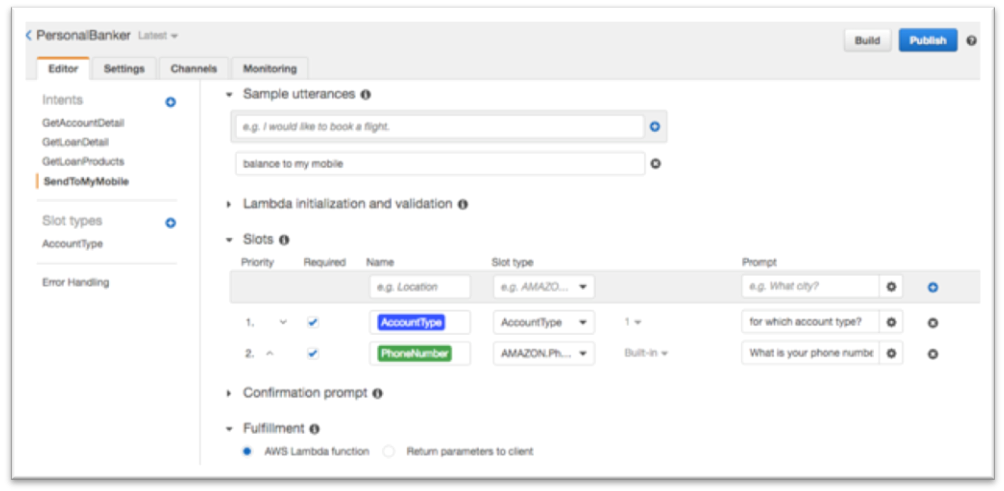 PersonalBanker Latest
Build Publish
Editor Settings Channels Monitoring
Intents
GetAccountDetail
GetLoanDetail
GetLoanProducts
SendToMyMobile
Slot types
AccountType
Error Handling
Sample utterances
e.g. I would like to book a flight.
balance to my mobile
Lambda initialization and validation
Slots
Priority Required Name Slot type Prompt
e.g. Location e.g. AMAZO... e.g. What city?
1. AccountType AccountType 1 for which account type?
2. PhoneNumber AMAZON.Ph... Built-in What is your phone numbe
Confirmation prompt
Fulfillment
AWS Lambda function Return parameters to client